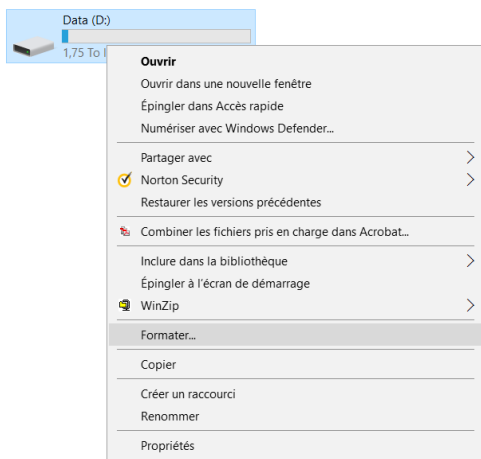 Data (D:)
1,75 To
Ouvrir
Ouvrir dans une nouvelle fenêtre
Épingler dans Accès rapide
Numériser avec Windows Defender...
Partager avec
Norton Security
Restaurer les versions précédentes
Combiner les fichiers pris en charge dans Acrobat...
Inclure dans la bibliothèque
Épingler à l'écran de démarrage
WinZip
Formater...
Copier
Créer un raccourci
Renommer
Propriétés